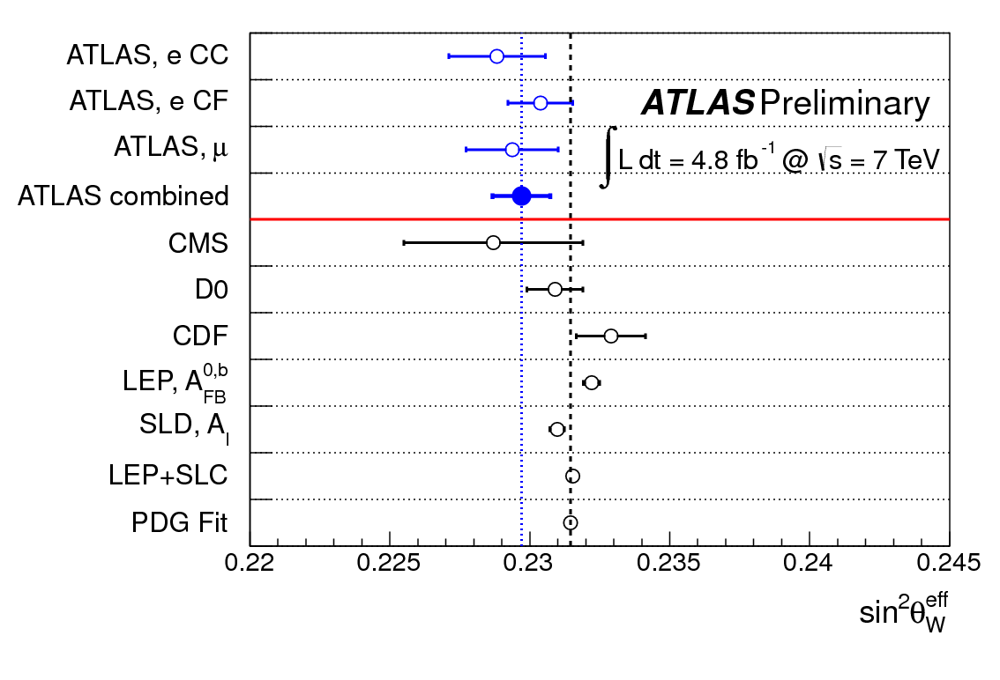 ATLAS, e CC
ATLAS, e CF
ATLAS Preliminary
ATLAS, μ
∫ L dt = 4.8 fb⁻¹ @ √s = 7 TeV
ATLAS combined
CMS
D0
CDF
LEP, A_FB^0,b
SLD, A_l
LEP+SLC
PDG Fit
0.22 0.225 0.23 0.235 0.24 0.245
sin²θ_W^eff